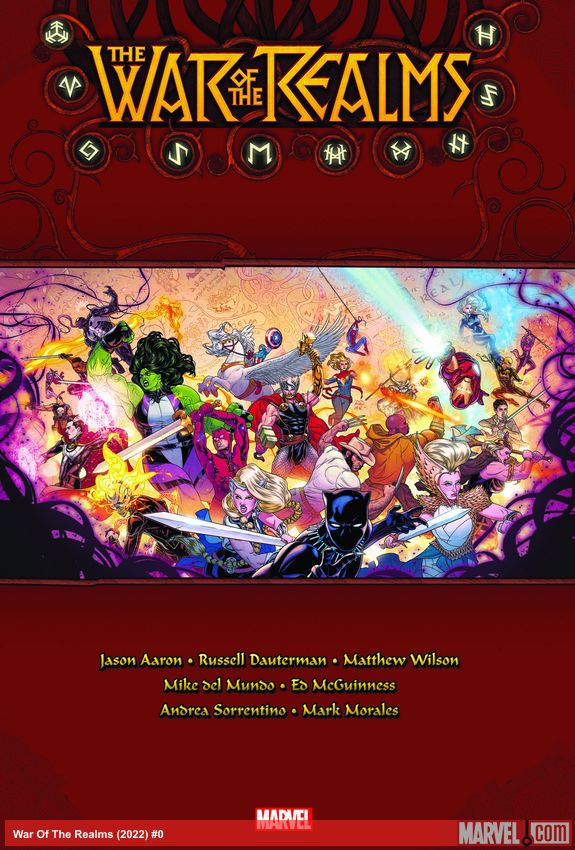 THE WAR OF THE REALMS
Jason Aaron • Russell Dauterman • Matthew Wilson
Mike del Mundo • Ed McGuinness
Andrea Sorrentino • Mark Morales
MARVEL
War Of The Realms (2022) #0
MARVEL.com